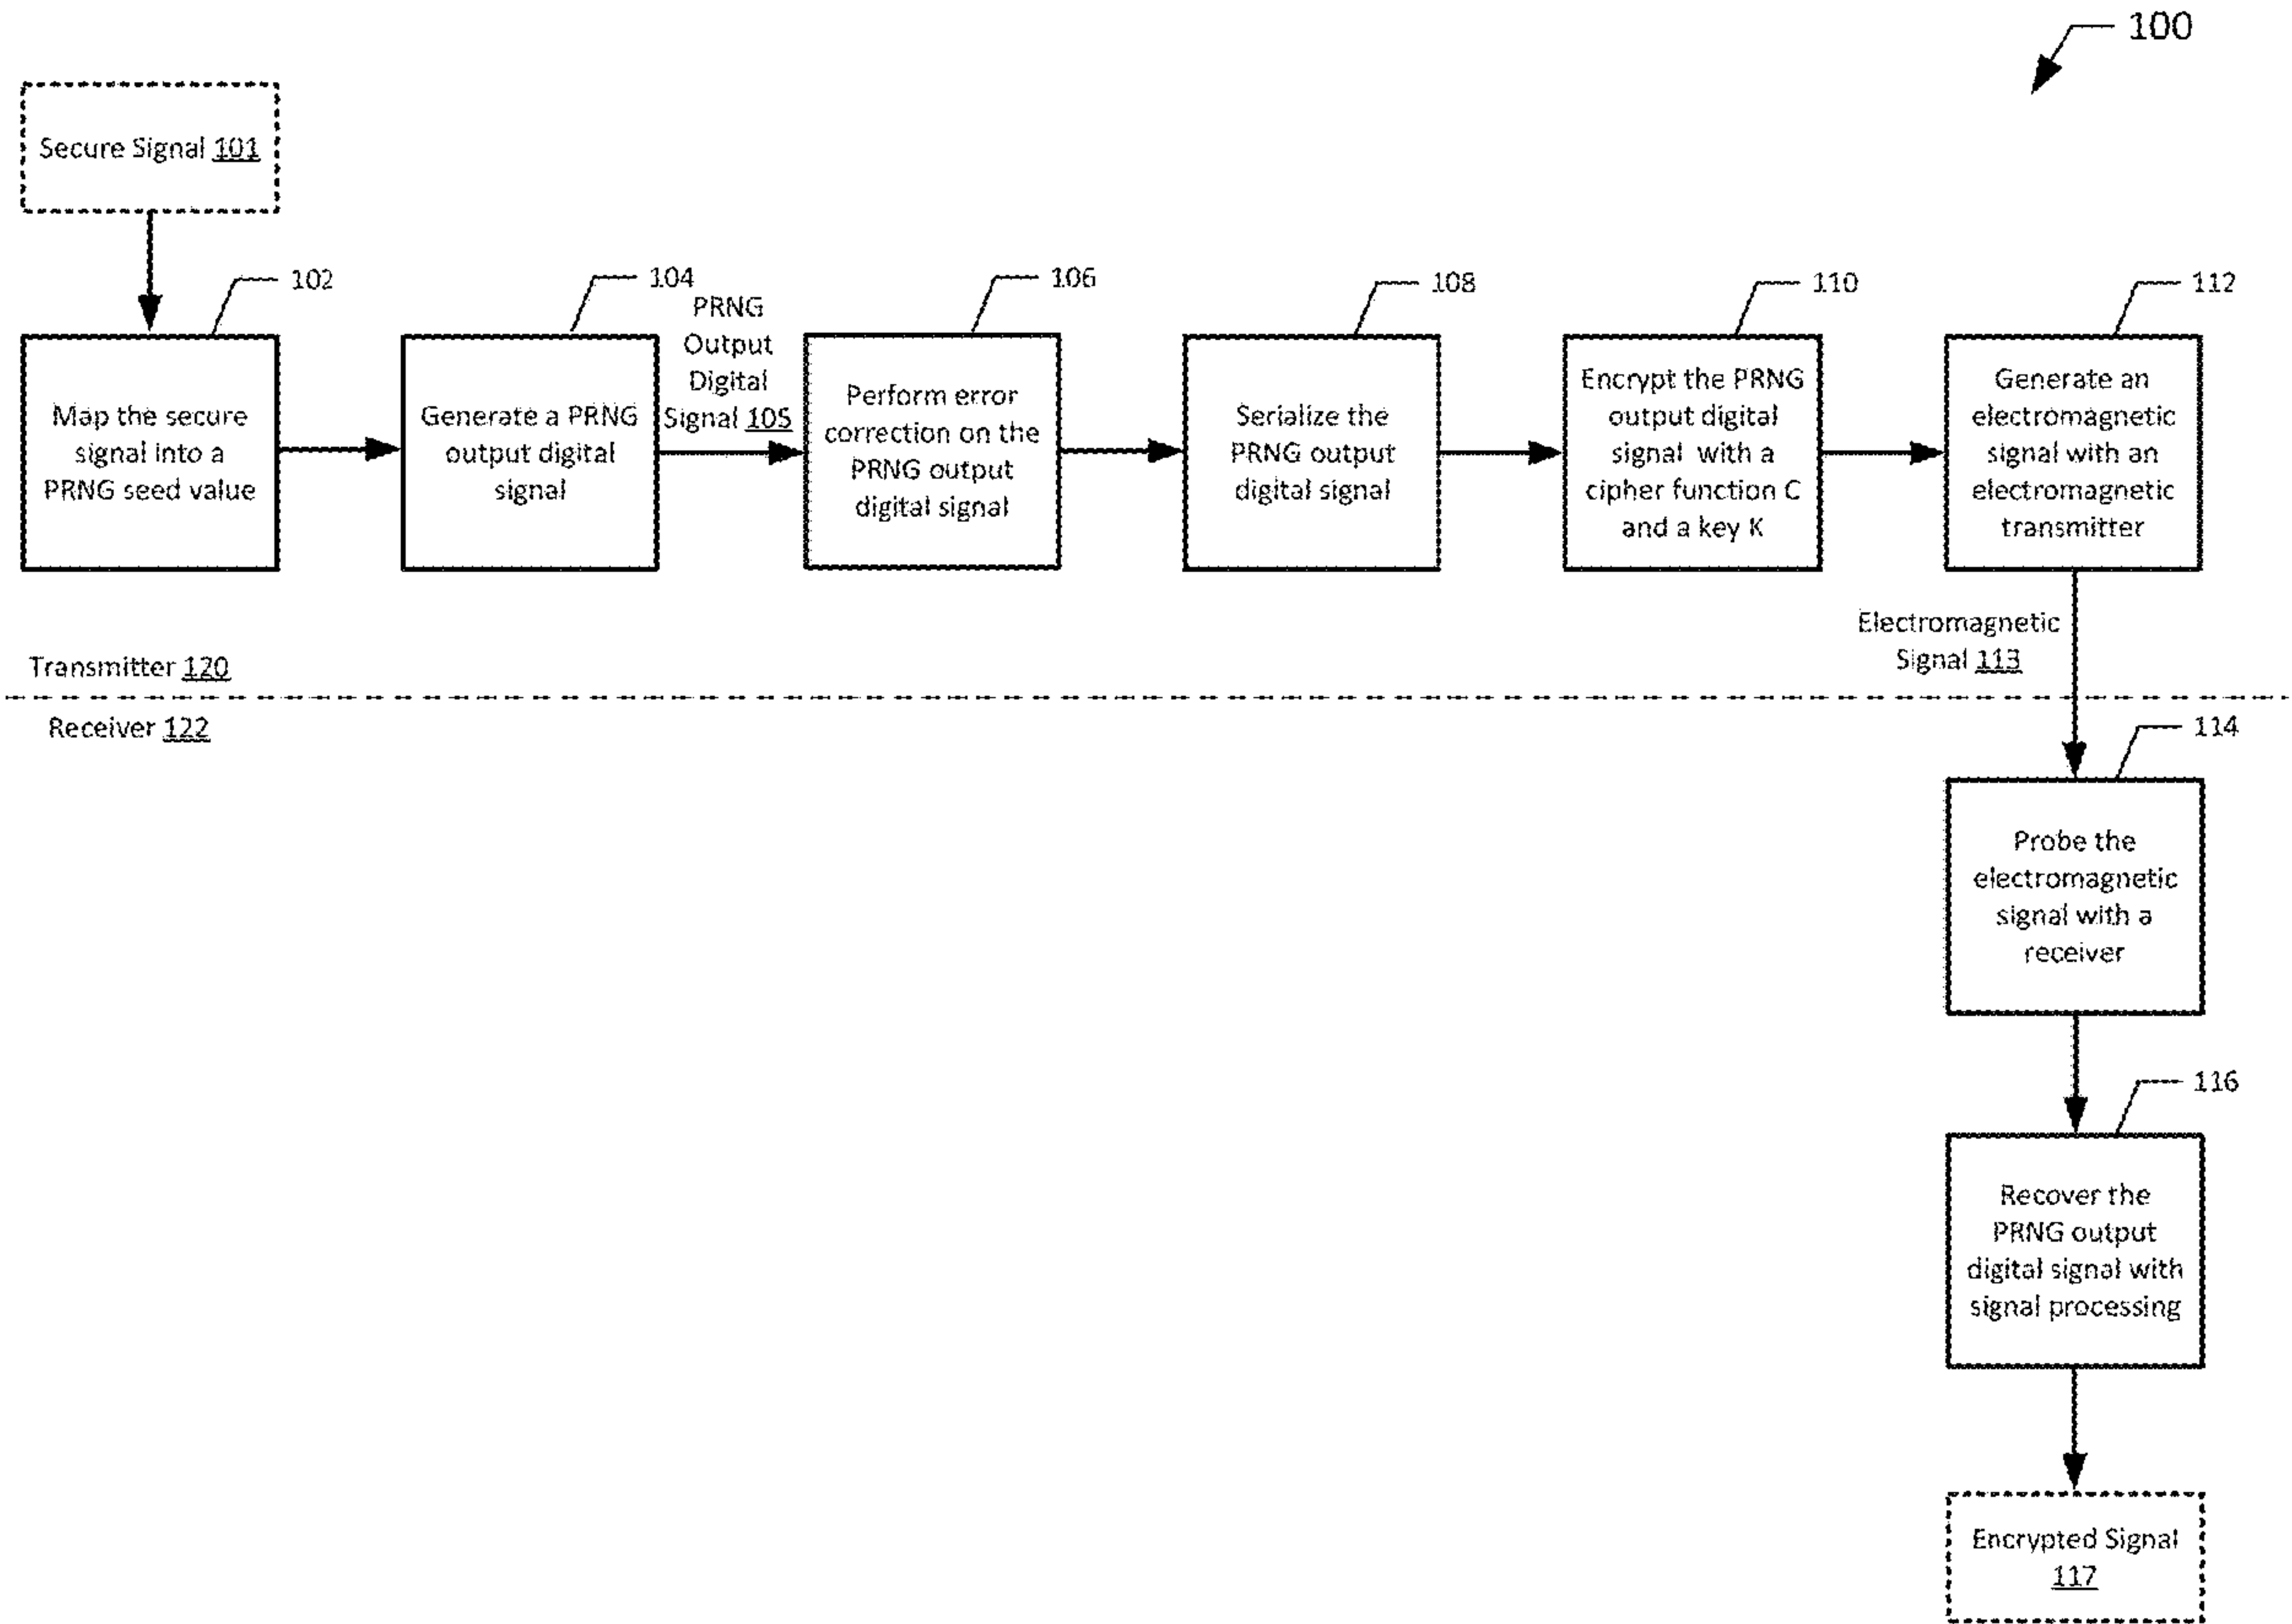 100
Secure Signal 101
102
104
106
108
110
112
Map the secure
signal into a
PRNG seed value
Generate a PRNG
output digital
signal
PRNG
Output
Digital
Signal 105
Perform error
correction on the
PRNG output
digital signal
Serialize the
PRNG output
digital signal
Encrypt the PRNG
output digital
signal with a
cipher function C
and a key K
Generate an
electromagnetic
signal with an
electromagnetic
transmitter
Electromagnetic
Signal 113
Transmitter 120
Receiver 122
114
Probe the
electromagnetic
signal with a
receiver
116
Recover the
PRNG output
digital signal with
signal processing
Encrypted Signal
117